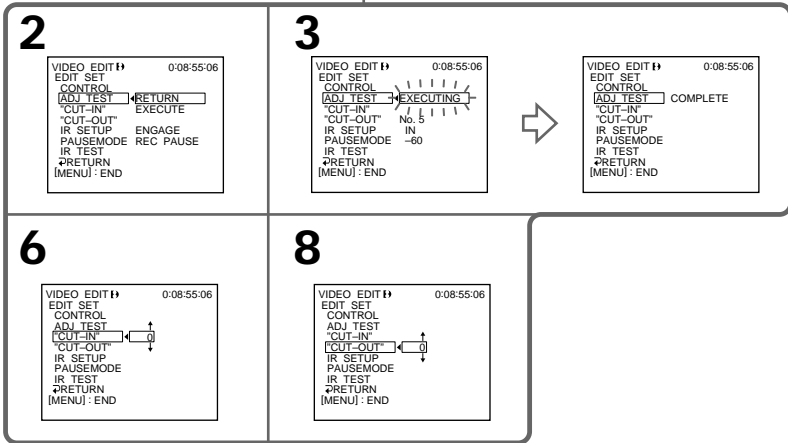 2
VIDEO EDIT 0:08:55:06
EDIT SET
CONTROL
ADJ TEST RETURN
"CUT–IN" EXECUTE
"CUT–OUT"
IR SETUP ENGAGE
PAUSEMODE REC PAUSE
IR TEST
RETURN
[MENU] : END
3
VIDEO EDIT 0:08:55:06
EDIT SET
CONTROL
ADJ TEST EXECUTING
"CUT–IN"
"CUT–OUT" No. 5
IR SETUP IN
PAUSEMODE –60
IR TEST
RETURN
[MENU] : END
VIDEO EDIT 0:08:55:06
EDIT SET
CONTROL
ADJ TEST COMPLETE
"CUT–IN"
"CUT–OUT"
IR SETUP
PAUSEMODE
IR TEST
RETURN
[MENU] : END
6
VIDEO EDIT 0:08:55:06
EDIT SET
CONTROL
ADJ TEST
"CUT–IN" 0
"CUT–OUT"
IR SETUP
PAUSEMODE
IR TEST
RETURN
[MENU] : END
8
VIDEO EDIT 0:08:55:06
EDIT SET
CONTROL
ADJ TEST
"CUT–IN"
"CUT–OUT" 0
IR SETUP
PAUSEMODE
IR TEST
RETURN
[MENU] : END